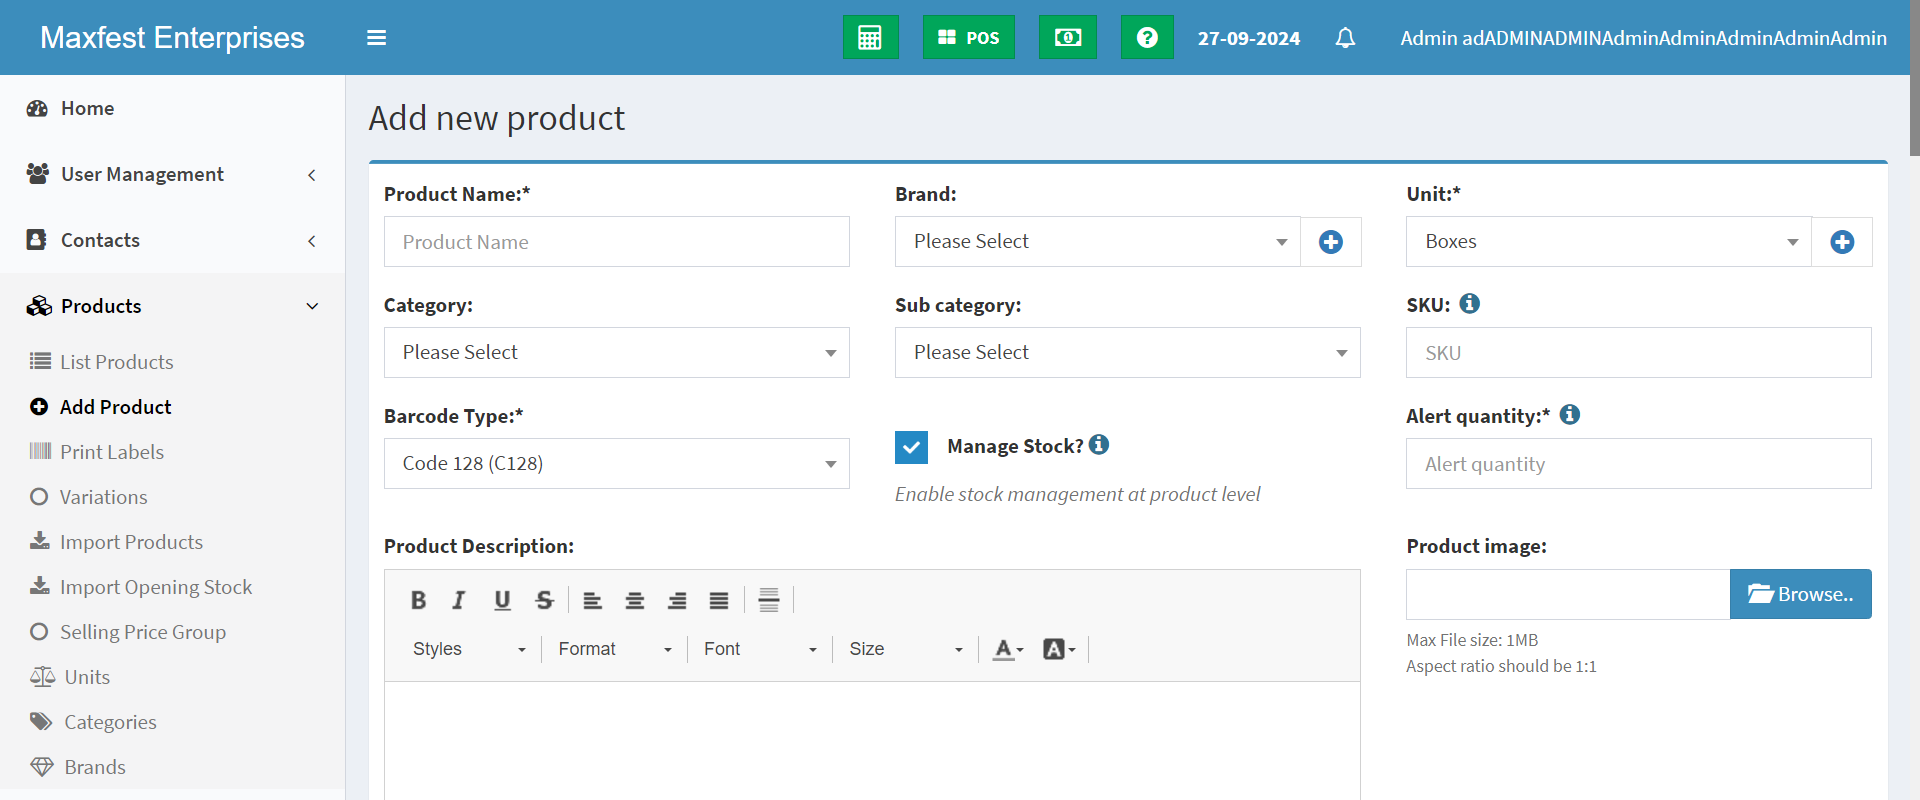 Maxfest Enterprises
POS
27-09-2024
Admin adADMINADMINAdminAdminAdminAdminAdmin
Home
User Management
Contacts
Products
List Products
Add Product
Print Labels
Variations
Import Products
Import Opening Stock
Selling Price Group
Units
Categories
Brands
Add new product
Product Name:*
Brand:
Unit:*
Product Name
Please Select
Boxes
Category:
Sub category:
SKU:
Please Select
Please Select
SKU
Barcode Type:*
Manage Stock?
Alert quantity:*
Code 128 (C128)
Enable stock management at product level
Alert quantity
Product Description:
Product image:
B I U S
Browse..
Styles
Format
Font
Size
A
A
Max File size: 1MB
Aspect ratio should be 1:1